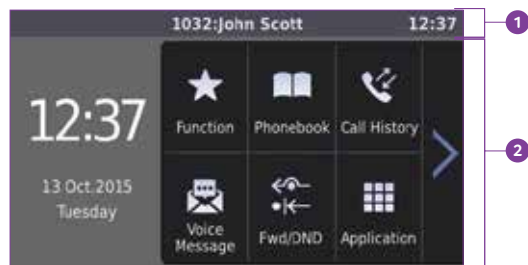 1032:John Scott 12:37
1
12:37
13 Oct.2015
Tuesday
Function Phonebook Call History
Voice
Message Fwd/DND Application
2